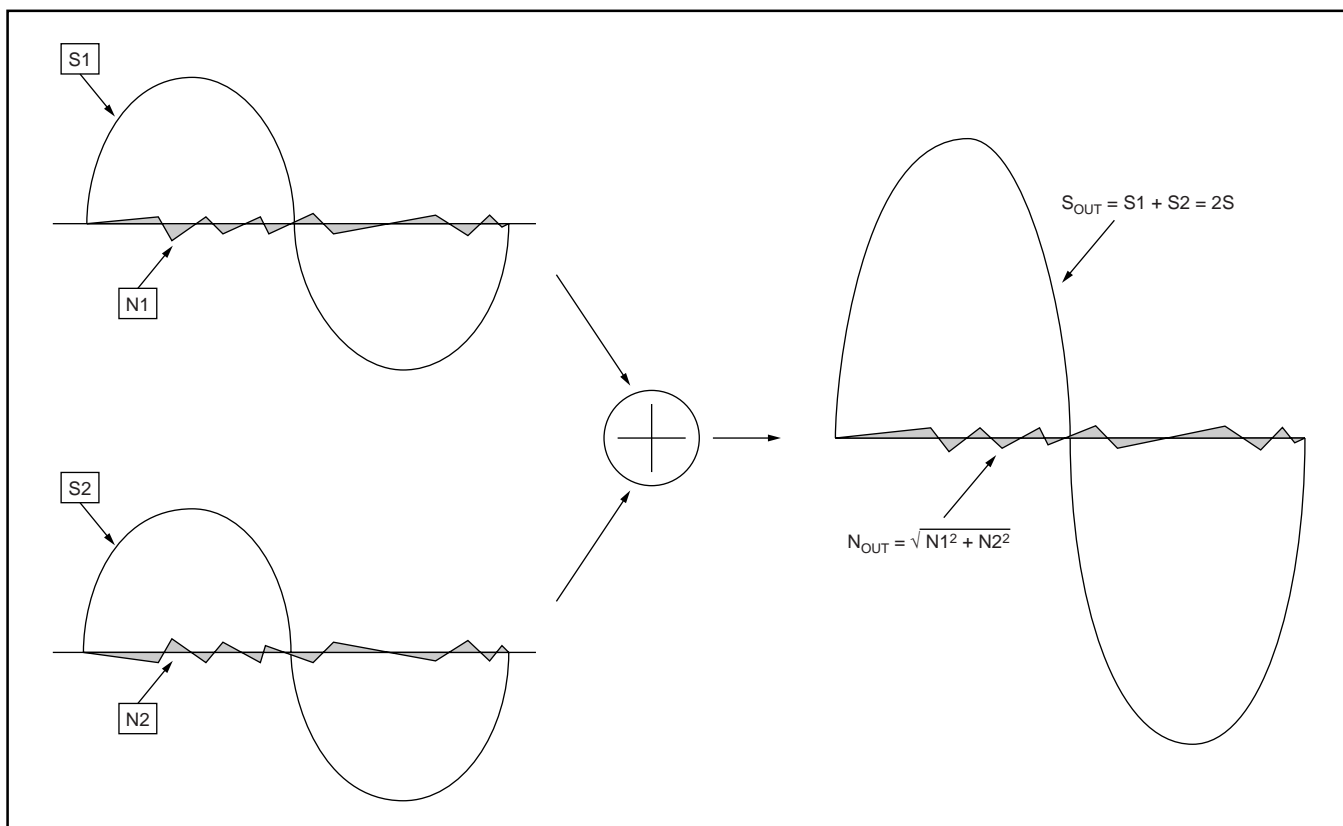 S1
N1
S2
N2
S_OUT = S1 + S2 = 2S
N_OUT = √N1² + N2²